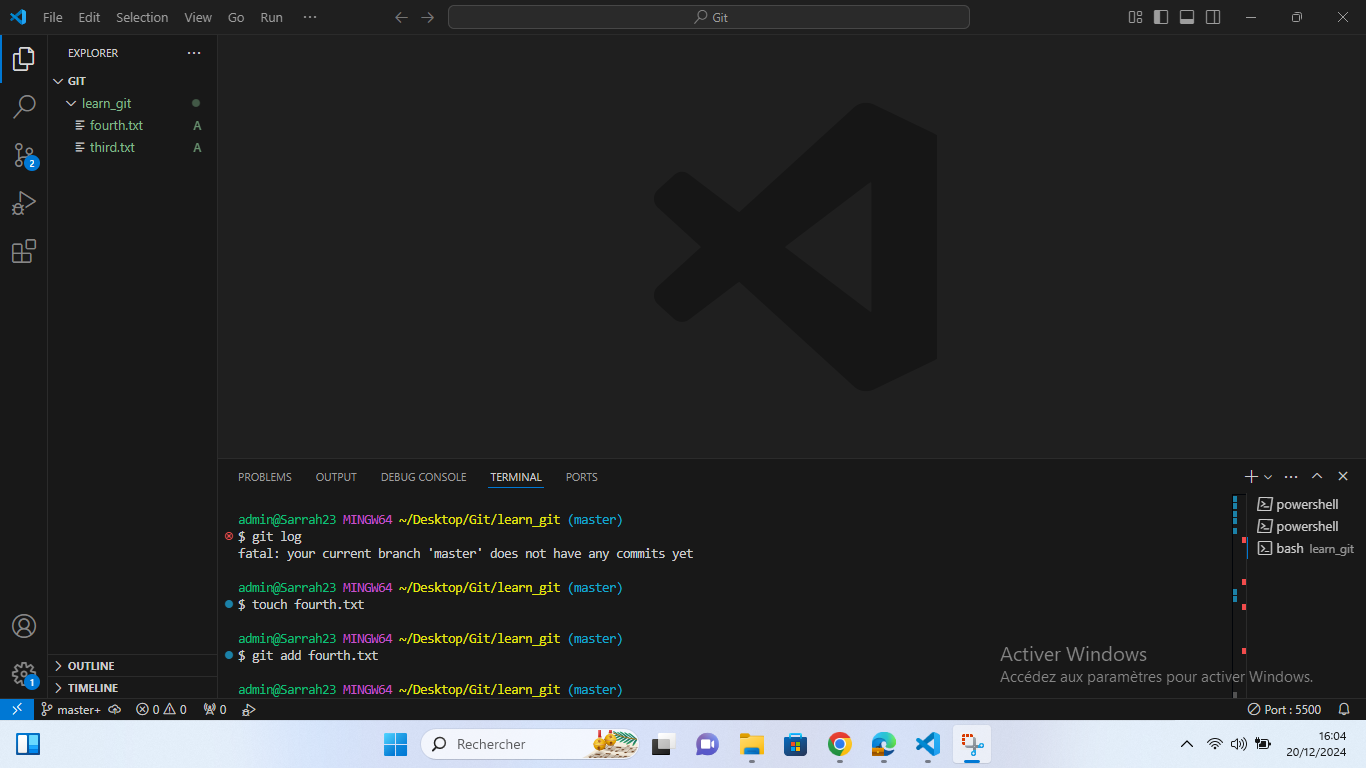 File Edit Selection View Go Run ···
Git
EXPLORER
GIT
learn_git
fourth.txt A
third.txt A
2
1
OUTLINE
TIMELINE
PROBLEMS OUTPUT DEBUG CONSOLE TERMINAL PORTS
admin@Sarrah23 MINGW64 ~/Desktop/Git/learn_git (master)
$ git log
fatal: your current branch 'master' does not have any commits yet
admin@Sarrah23 MINGW64 ~/Desktop/Git/learn_git (master)
$ touch fourth.txt
admin@Sarrah23 MINGW64 ~/Desktop/Git/learn_git (master)
$ git add fourth.txt
admin@Sarrah23 MINGW64 ~/Desktop/Git/learn_git (master)
powershell
powershell
bash learn_git
Activer Windows
Accédez aux paramètres pour activer Windows.
master+ 0 0 0 Port : 5500
Rechercher
16:04
20/12/2024